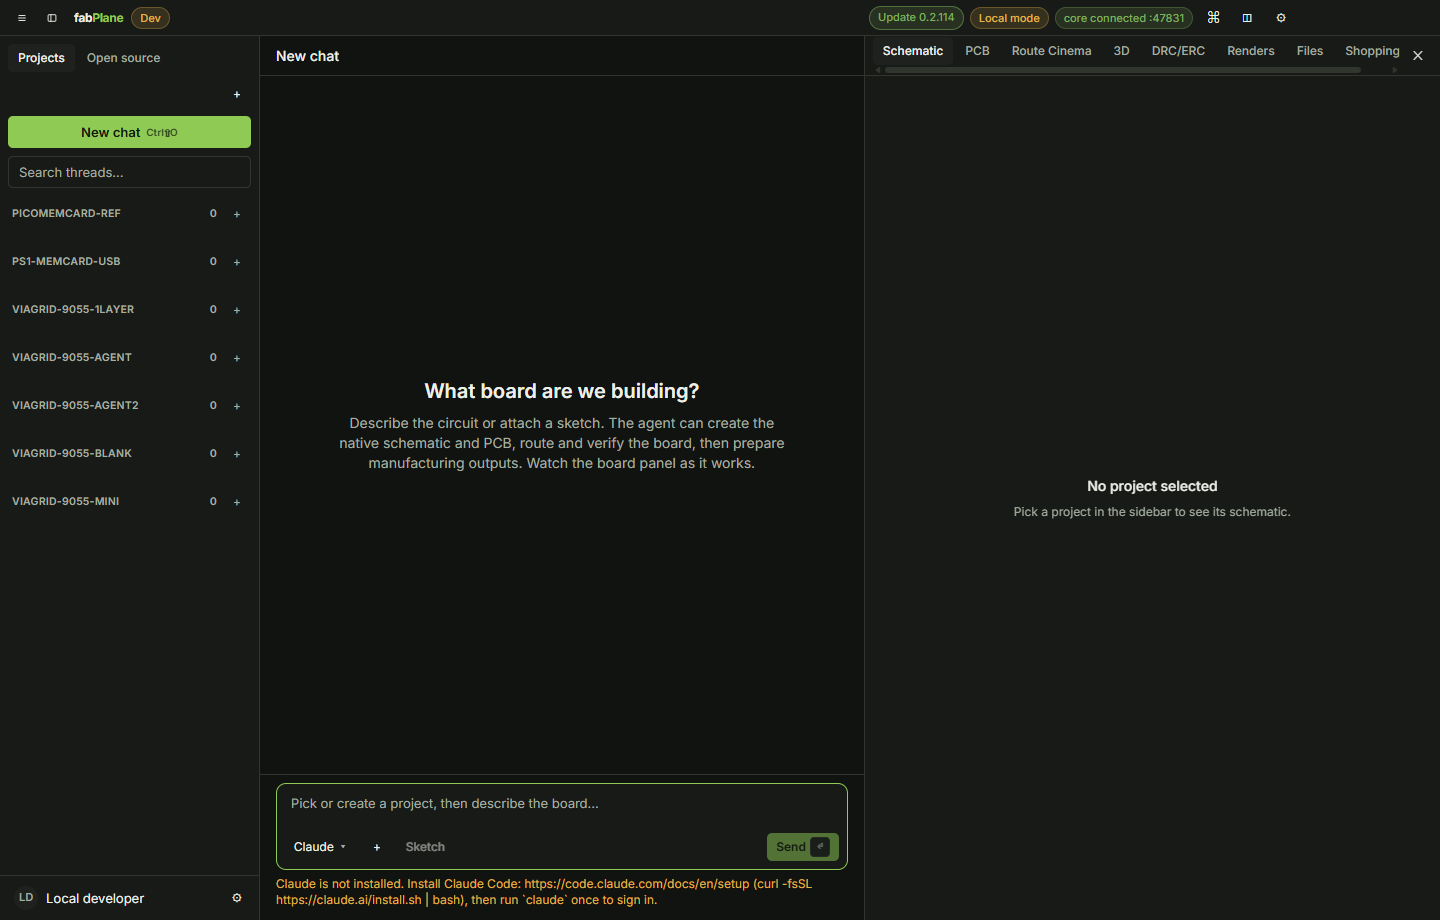 fabPlane Dev
Update 0.2.114 Local mode core connected :47831
Projects Open source
+
New chat
Search threads...
PICOMEMCARD-REF 0 +
PS1-MEMCARD-USB 0 +
VIAGRID-9055-1LAYER 0 +
VIAGRID-9055-AGENT 0 +
VIAGRID-9055-AGENT2 0 +
VIAGRID-9055-BLANK 0 +
VIAGRID-9055-MINI 0 +
LD Local developer
New chat
What board are we building?
Describe the circuit or attach a sketch. The agent can create the
native schematic and PCB, route and verify the board, then prepare
manufacturing outputs. Watch the board panel as it works.
Pick or create a project, then describe the board...
Claude + Sketch Send
Claude is not installed. Install Claude Code: https://code.claude.com/docs/en/setup (curl -fsSL
https://claude.ai/install.sh | bash), then run `claude` once to sign in.
Schematic PCB Route Cinema 3D DRC/ERC Renders Files Shopping
No project selected
Pick a project in the sidebar to see its schematic.